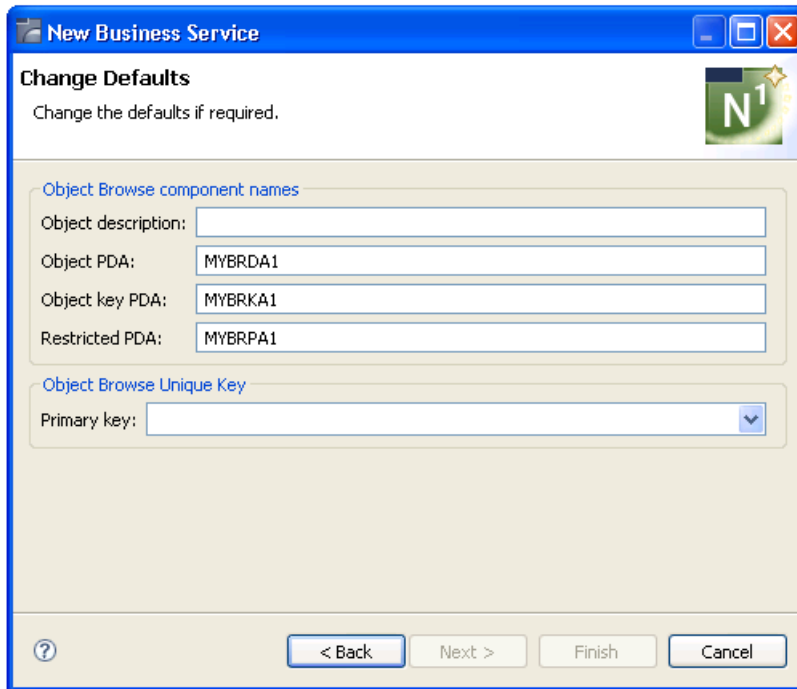 New Business Service
Change Defaults
Change the defaults if required.
N1
Object Browse component names
Object description:
Object PDA: MYBRDA1
Object key PDA: MYBRKA1
Restricted PDA: MYBRPA1
Object Browse Unique Key
Primary key:
? < Back Next > Finish Cancel